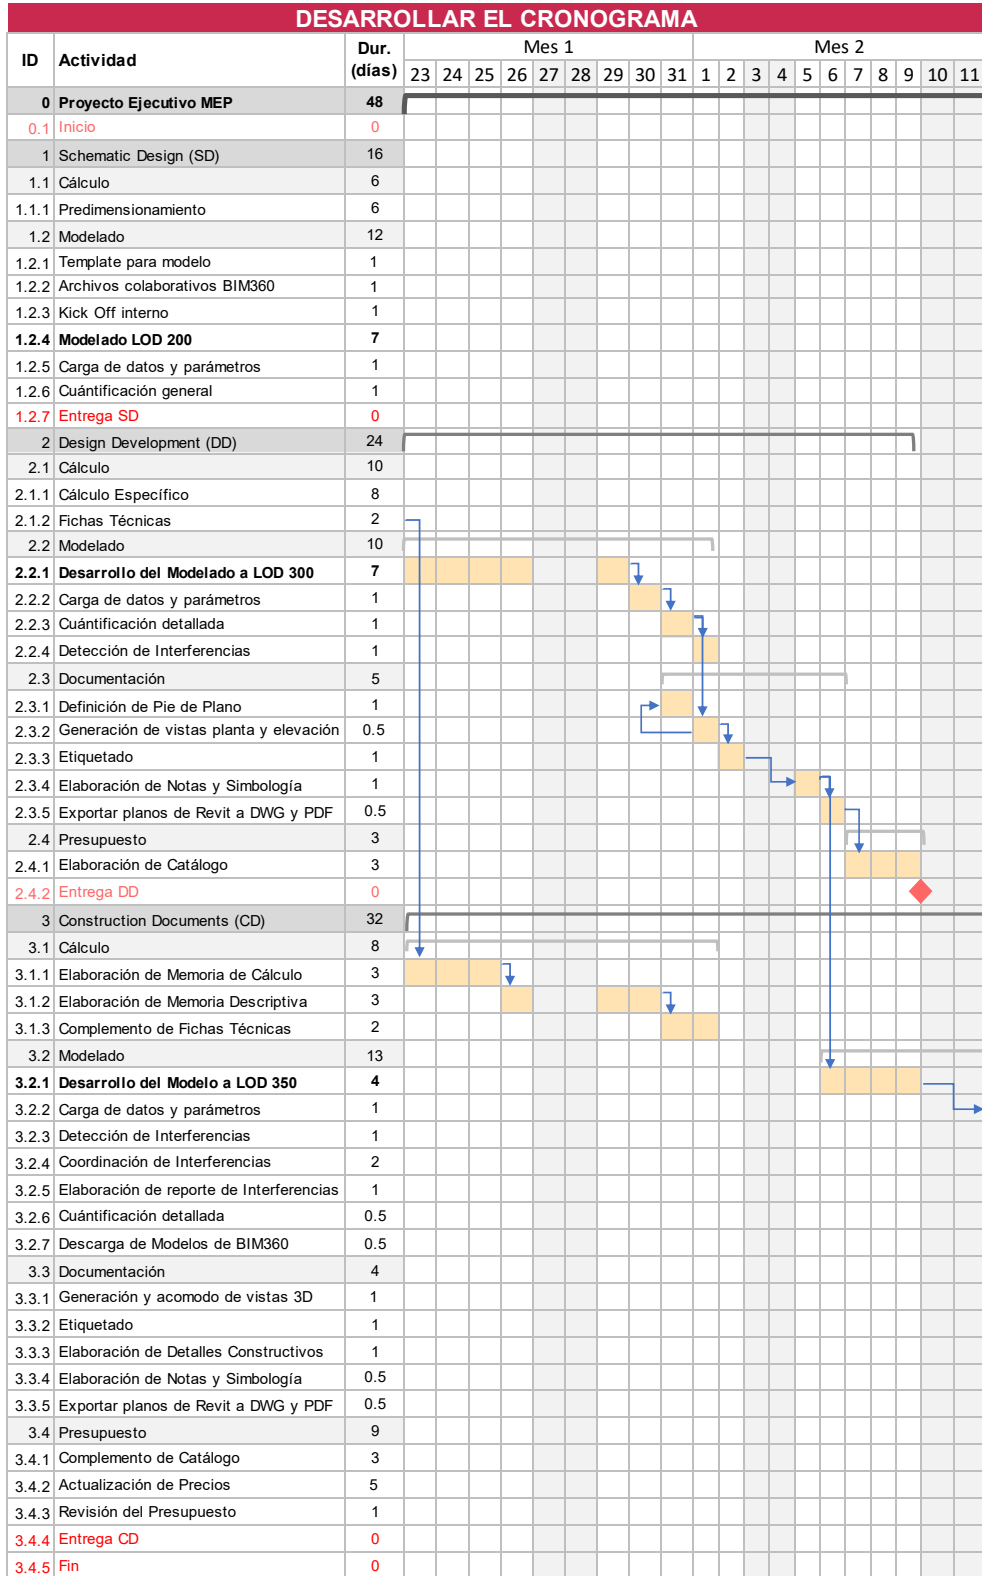 DESARROLLAR EL CRONOGRAMA
ID Actividad Dur. (días) Mes 1 Mes 2
23 24 25 26 27 28 29 30 31 1 2 3 4 5 6 7 8 9 10 11
0 Proyecto Ejecutivo MEP 48
0.1 Inicio 0
1 Schematic Design (SD) 16
1.1 Cálculo 6
1.1.1 Predimensionamiento 6
1.2 Modelado 12
1.2.1 Template para modelo 1
1.2.2 Archivos colaborativos BIM360 1
1.2.3 Kick Off interno 1
1.2.4 Modelado LOD 200 7
1.2.5 Carga de datos y parámetros 1
1.2.6 Cuántificación general 1
1.2.7 Entrega SD 0
2 Design Development (DD) 24
2.1 Cálculo 10
2.1.1 Cálculo Específico 8
2.1.2 Fichas Técnicas 2
2.2 Modelado 10
2.2.1 Desarrollo del Modelado a LOD 300 7
2.2.2 Carga de datos y parámetros 1
2.2.3 Cuántificación detallada 1
2.2.4 Detección de Interferencias 1
2.3 Documentación 5
2.3.1 Definición de Pie de Plano 1
2.3.2 Generación de vistas planta y elevación 0.5
2.3.3 Etiquetado 1
2.3.4 Elaboración de Notas y Simbología 1
2.3.5 Exportar planos de Revit a DWG y PDF 0.5
2.4 Presupuesto 3
2.4.1 Elaboración de Catálogo 3
2.4.2 Entrega DD 0
3 Construction Documents (CD) 32
3.1 Cálculo 8
3.1.1 Elaboración de Memoria de Cálculo 3
3.1.2 Elaboración de Memoria Descriptiva 3
3.1.3 Complemento de Fichas Técnicas 2
3.2 Modelado 13
3.2.1 Desarrollo del Modelo a LOD 350 4
3.2.2 Carga de datos y parámetros 1
3.2.3 Detección de Interferencias 1
3.2.4 Coordinación de Interferencias 2
3.2.5 Elaboración de reporte de Interferencias 1
3.2.6 Cuántificación detallada 0.5
3.2.7 Descarga de Modelos de BIM360 0.5
3.3 Documentación 4
3.3.1 Generación y acomodo de vistas 3D 1
3.3.2 Etiquetado 1
3.3.3 Elaboración de Detalles Constructivos 1
3.3.4 Elaboración de Notas y Simbología 0.5
3.3.5 Exportar planos de Revit a DWG y PDF 0.5
3.4 Presupuesto 9
3.4.1 Complemento de Catálogo 3
3.4.2 Actualización de Precios 5
3.4.3 Revisión del Presupuesto 1
3.4.4 Entrega CD 0
3.4.5 Fin 0